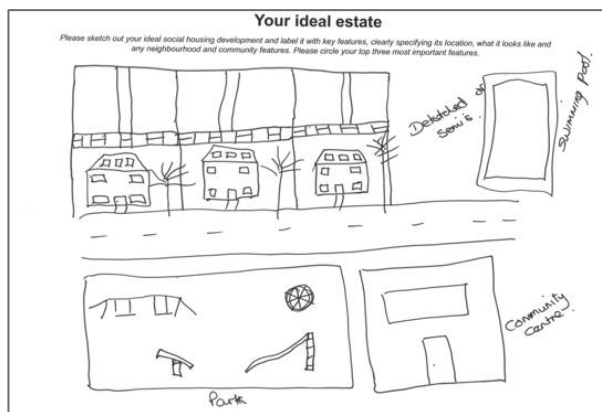 Your ideal estate
Please sketch out your ideal social housing development and label it with key features, clearly specifying its location, what it looks like and
any neighbourhood and community features. Please circle your top three most important features.
Detatched or
Semi's.
Swimming Pool.
Community
Centre.
Park